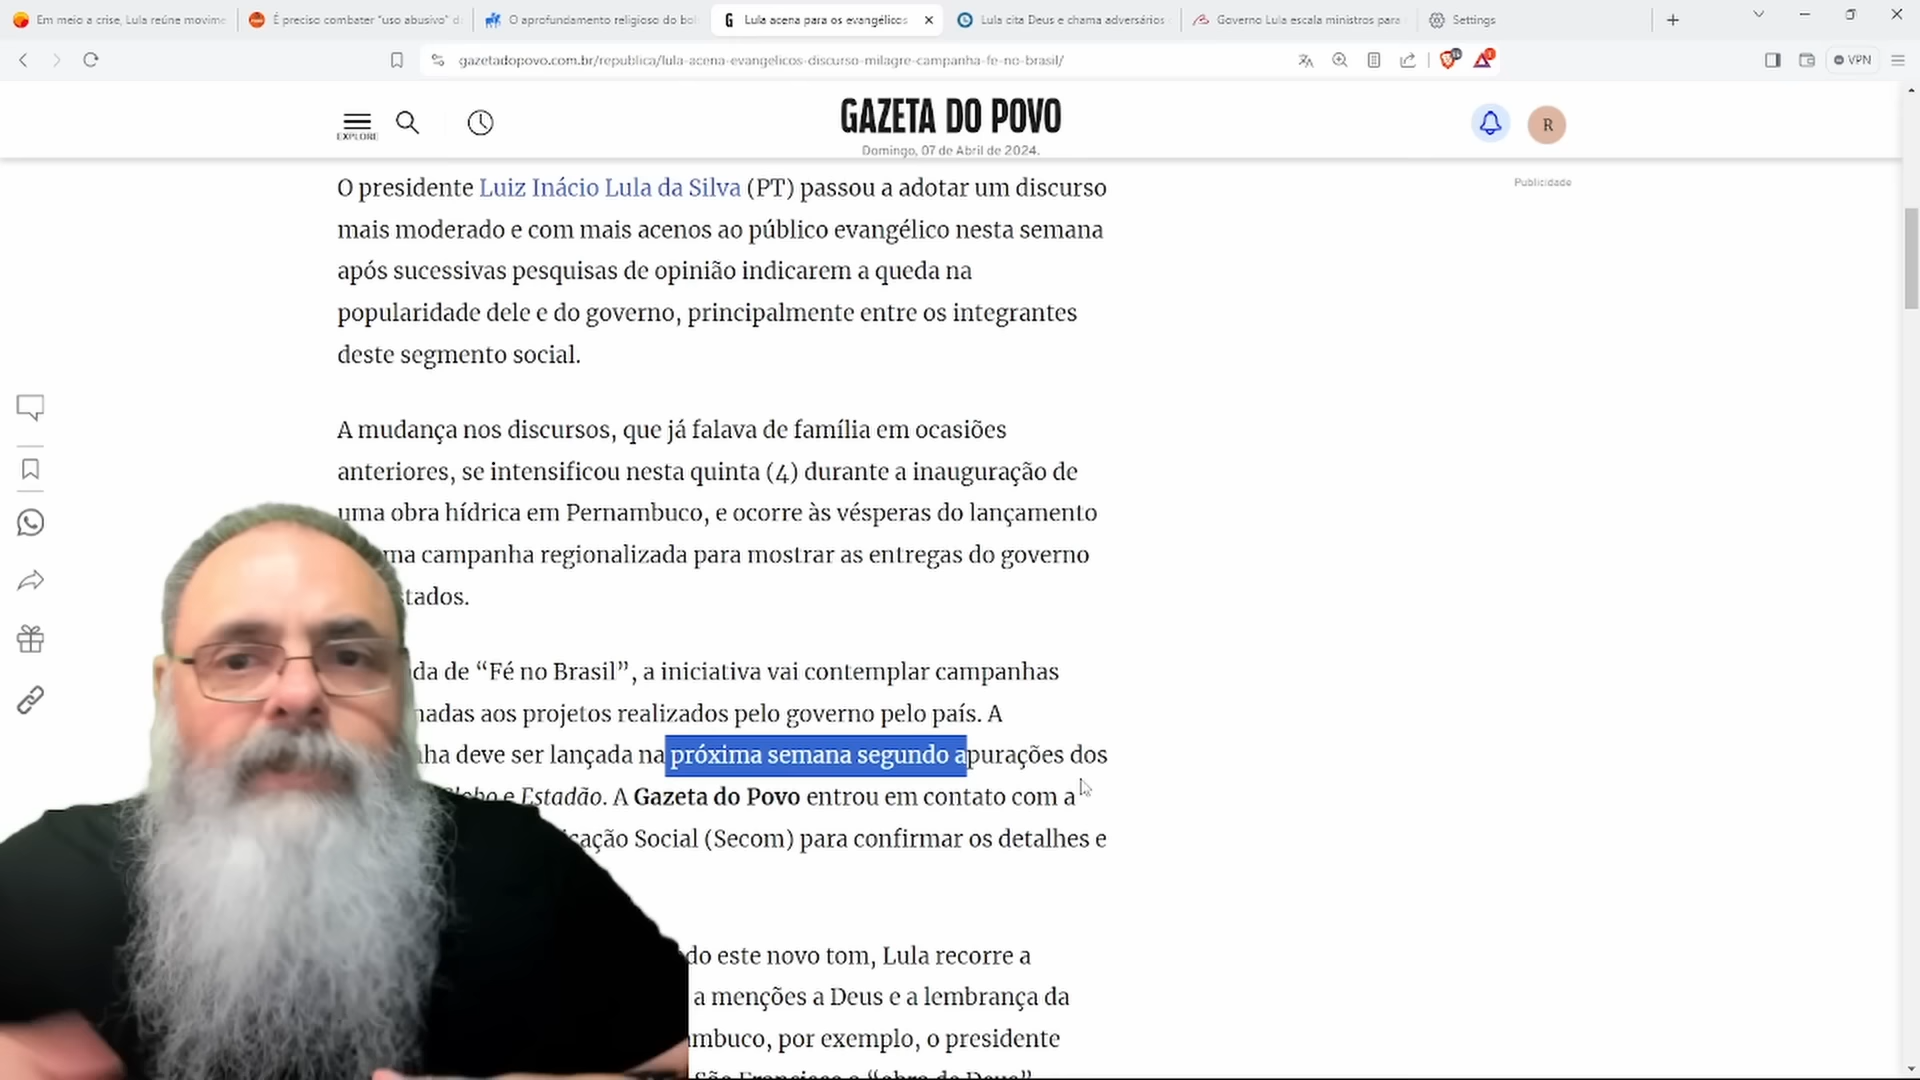 Em meio a crise, Lula reúne movime
É preciso combater "uso abusivo" d
O aprofundamento religioso do bo
Lula acena para os evangélicos
Lula cita Deus e chama adversários
Governo Lula escala ministros para
Settings
gazetadopovo.com.br/republica/lula-acena-evangelicos-discurso-milagre-campanha-fe-no-brasil/
VPN
EXPLORE
GAZETA DO POVO
R
Domingo, 07 de Abril de 2024.
Publicidade
O presidente Luiz Inácio Lula da Silva (PT) passou a adotar um discurso
mais moderado e com mais acenos ao público evangélico nesta semana
após sucessivas pesquisas de opinião indicarem a queda na
popularidade dele e do governo, principalmente entre os integrantes
deste segmento social.
A mudança nos discursos, que já falava de família em ocasiões
anteriores, se intensificou nesta quinta (4) durante a inauguração de
uma obra hídrica em Pernambuco, e ocorre às vésperas do lançamento
ma campanha regionalizada para mostrar as entregas do governo
tados.
da de “Fé no Brasil”, a iniciativa vai contemplar campanhas
nadas aos projetos realizados pelo governo pelo país. A
nha deve ser lançada na próxima semana segundo apurações dos
Globo e Estadão. A Gazeta do Povo entrou em contato com a
cação Social (Secom) para confirmar os detalhes e
do este novo tom, Lula recorre a
a menções a Deus e a lembrança da
mbuco, por exemplo, o presidente
São Francisco a “obra de Deus”